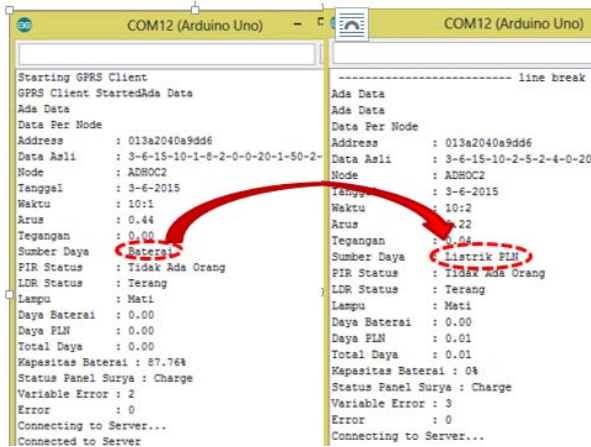 COM12 (Arduino Uno)
Starting GPRS Client
GPRS Client StartedAda Data
Ada Data
Data Per Node
Address : 013a2040a9dd6
Data Asli : 3-6-15-10-1-8-2-0-0-20-1-50-2-
Node : ADHOC2
Tanggal : 3-6-2015
Waktu : 10:1
Arus : 0.44
Tegangan : 0.00
Sumber Daya : Baterai
PIR Status : Tidak Ada Orang
LDR Status : Terang
Lampu : Mati
Daya Baterai : 0.00
Daya PLN : 0.00
Total Daya : 0.00
Kapasitas Baterai : 87.76%
Status Panel Surya : Charge
Variable Error : 2
Error : 0
Connecting to Server...
Connected to Server
COM12 (Arduino Uno)
-------------------------- line break
Ada Data
Ada Data
Data Per Node
Address : 013a2040a9dd6
Data Asli : 3-6-15-10-2-5-2-4-0-20
Node : ADHOC2
Tanggal : 3-6-2015
Waktu : 10:2
Arus : 0.22
Tegangan : 0.04
Sumber Daya : Listrik PLN
PIR Status : Tidak Ada Orang
LDR Status : Terang
Lampu : Mati
Daya Baterai : 0.00
Daya PLN : 0.01
Total Daya : 0.01
Kapasitas Baterai : 0%
Status Panel Surya : Charge
Variable Error : 3
Error : 0
Connecting to Server...